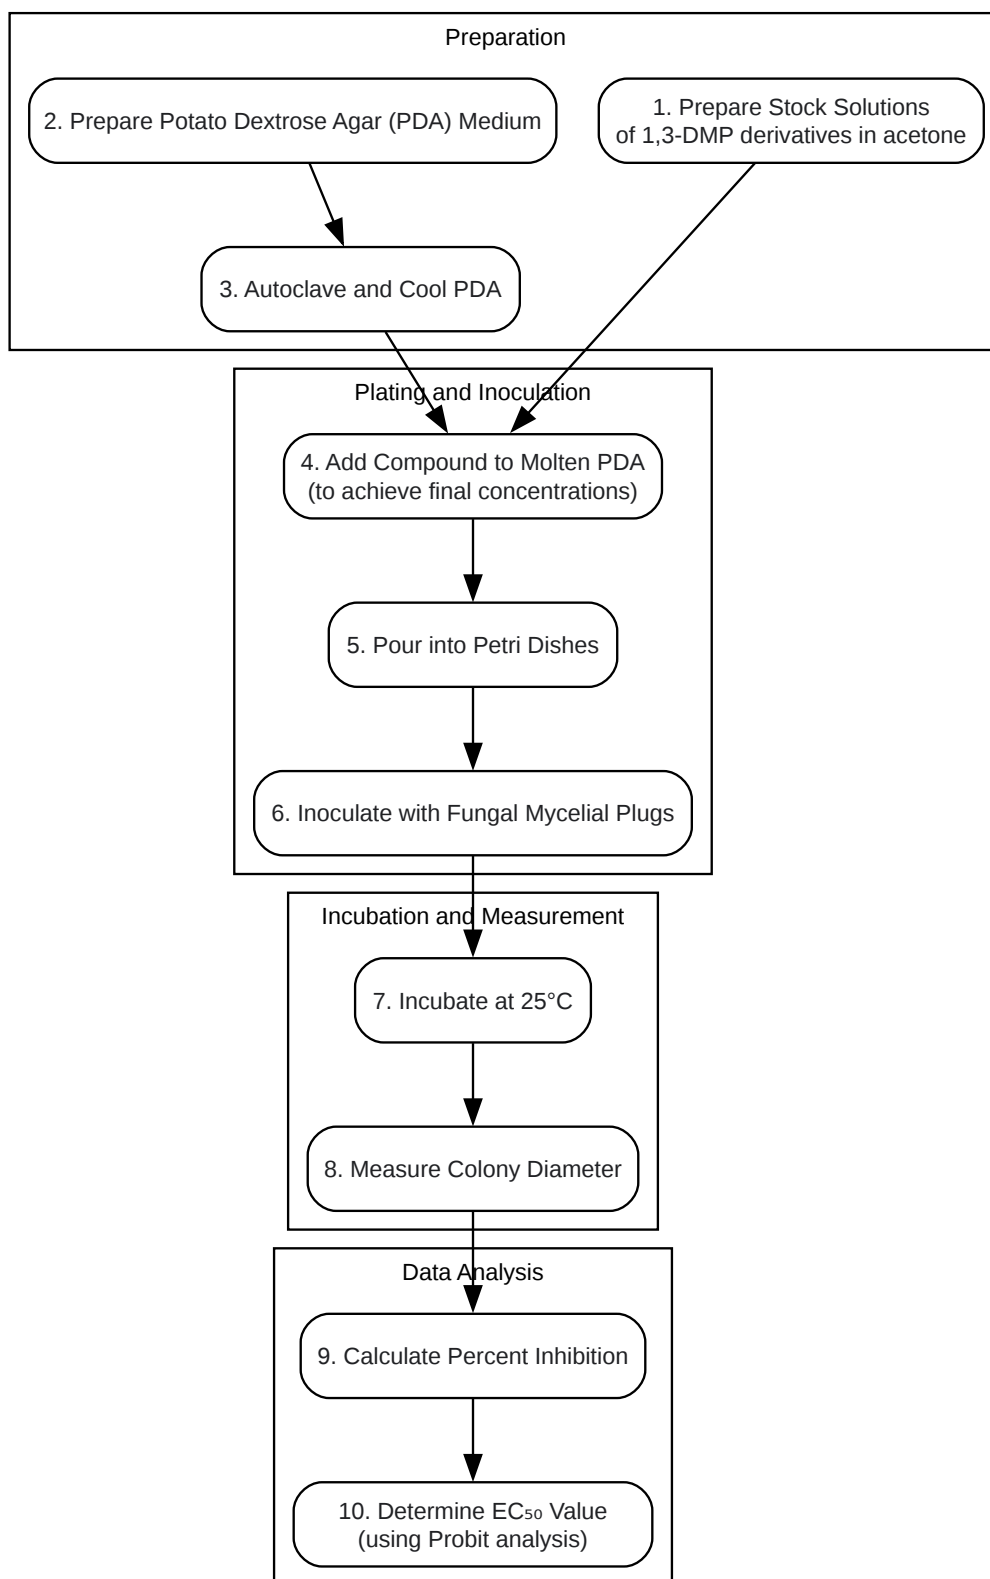 Preparation
2. Prepare Potato Dextrose Agar (PDA) Medium
1. Prepare Stock Solutions
of 1,3-DMP derivatives in acetone
3. Autoclave and Cool PDA
Plating and Inoculation
4. Add Compound to Molten PDA
(to achieve final concentrations)
5. Pour into Petri Dishes
6. Inoculate with Fungal Mycelial Plugs
Incubation and Measurement
7. Incubate at 25°C
8. Measure Colony Diameter
Data Analysis
9. Calculate Percent Inhibition
10. Determine EC₅₀ Value
(using Probit analysis)